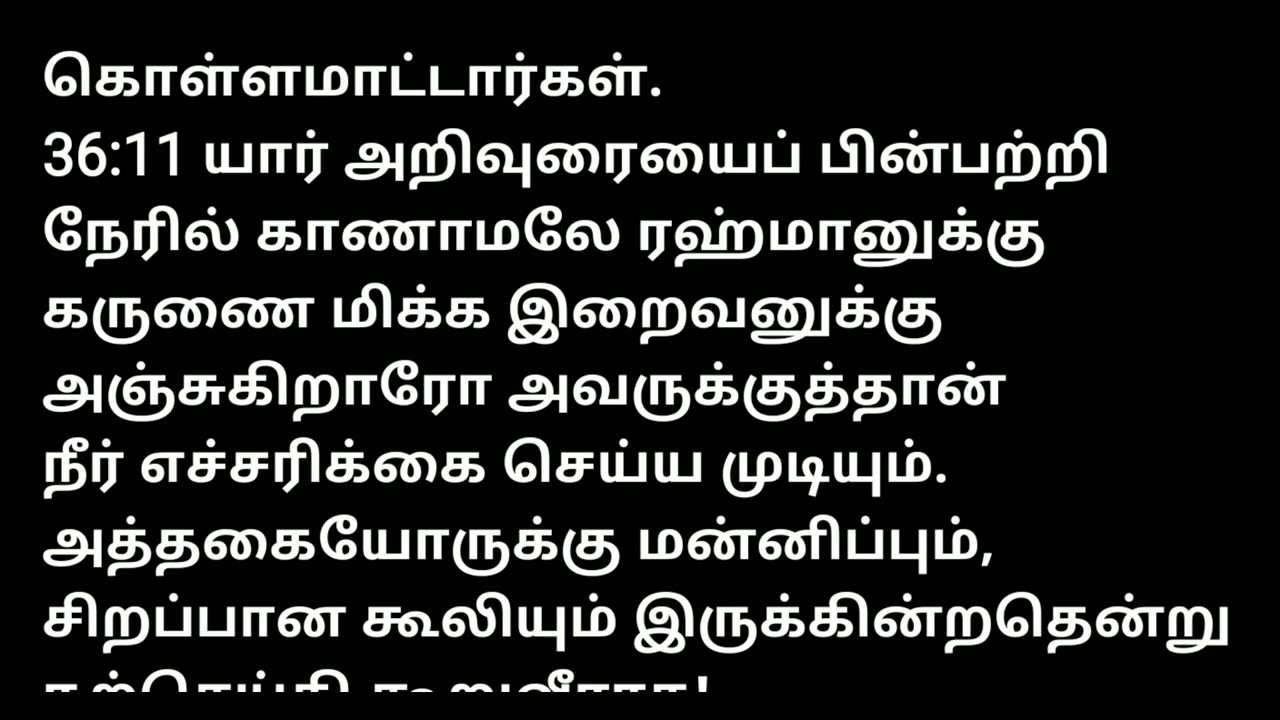 கொள்ளமாட்டார்கள்.
36:11 யார் அறிவுரையைப் பின்பற்றி
நேரில் காணாமலே ரஹ்மானுக்கு
கருணை மிக்க இறைவனுக்கு
அஞ்சுகிறாரோ அவருக்குத்தான்
நீர் எச்சரிக்கை செய்ய முடியும்.
அத்தகையோருக்கு மன்னிப்பும்,
சிறப்பான கூலியும் இருக்கின்றதென்று